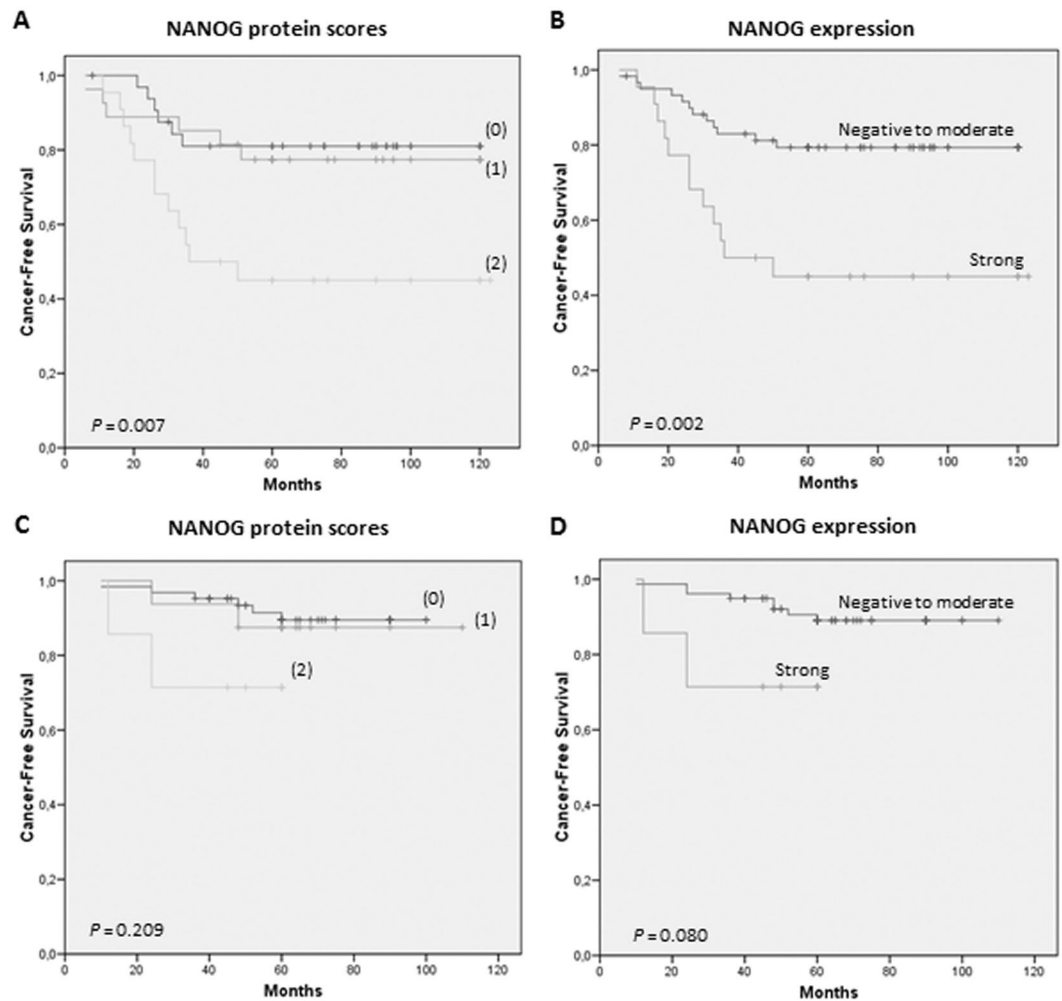 A
NANOG protein scores
Cancer-Free Survival
1,0
0,8
0,6
0,4
0,2
0,0
(0)
(1)
(2)
P = 0.007
0 20 40 60 80 100 120
Months
B
NANOG expression
Cancer-Free Survival
1,0
0,8
0,6
0,4
0,2
0,0
Negative to moderate
Strong
P = 0.002
0 20 40 60 80 100 120
Months
C
NANOG protein scores
Cancer-Free Survival
1,0
0,8
0,6
0,4
0,2
0,0
(0)
(1)
(2)
P = 0.209
0 20 40 60 80 100 120
Months
D
NANOG expression
Cancer-Free Survival
1,0
0,8
0,6
0,4
0,2
0,0
Negative to moderate
Strong
P = 0.080
0 20 40 60 80 100 120
Months